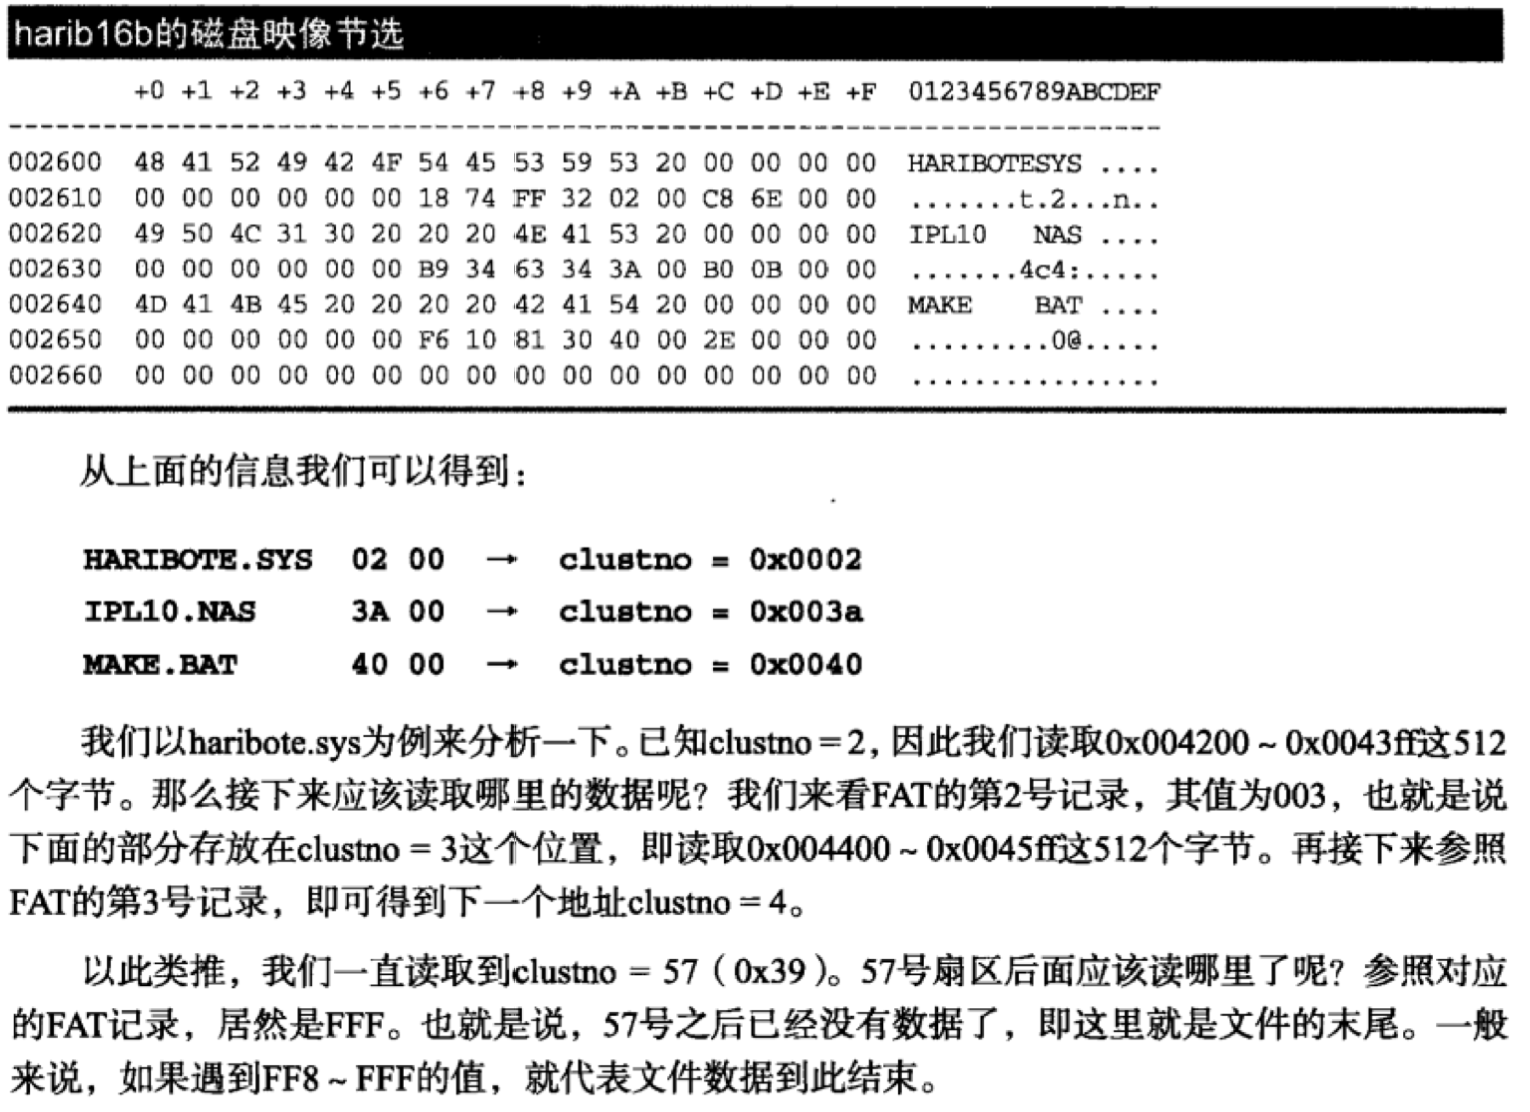 harib16b的磁盘映像节选
+0 +1 +2 +3 +4 +5 +6 +7 +8 +9 +A +B +C +D +E +F 0123456789ABCDEF
--------------------------------------------------------------------------
002600 48 41 52 49 42 4F 54 45 53 59 53 20 00 00 00 00 HARIBOTESYS ....
002610 00 00 00 00 00 00 18 74 FF 32 02 00 C8 6E 00 00 .......t.2...n..
002620 49 50 4C 31 30 20 20 20 4E 41 53 20 00 00 00 00 IPL10   NAS ....
002630 00 00 00 00 00 00 B9 34 63 34 3A 00 B0 0B 00 00 .......4c4:.....
002640 4D 41 4B 45 20 20 20 20 42 41 54 20 00 00 00 00 MAKE    BAT ....
002650 00 00 00 00 00 00 F6 10 81 30 40 00 2E 00 00 00 .........0@.....
002660 00 00 00 00 00 00 00 00 00 00 00 00 00 00 00 00 ................
从上面的信息我们可以得到：
HARIBOTE.SYS 02 00 → clustno = 0x0002
IPL10.NAS 3A 00 → clustno = 0x003a
MAKE.BAT 40 00 → clustno = 0x0040
我们以haribote.sys为例来分析一下。已知clustno = 2，因此我们读取0x004200 ~ 0x0043ff这512
个字节。那么接下来应该读取哪里的数据呢？我们来看FAT的第2号记录，其值为003，也就是说
下面的部分存放在clustno = 3这个位置，即读取0x004400 ~ 0x0045ff这512个字节。再接下来参照
FAT的第3号记录，即可得到下一个地址clustno = 4。
以此类推，我们一直读取到clustno = 57（0x39）。57号扇区后面应该读哪里了呢？参照对应
的FAT记录，居然是FFF。也就是说，57号之后已经没有数据了，即这里就是文件的末尾。一般
来说，如果遇到FF8 ~ FFF的值，就代表文件数据到此结束。